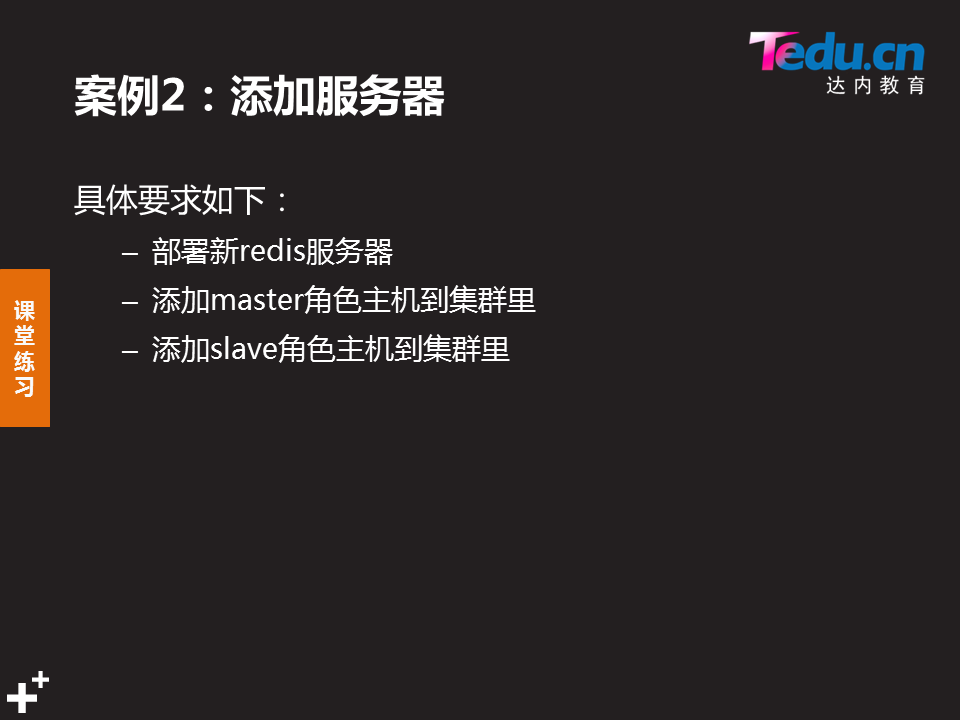 Tedu.cn
达内教育
案例2：添加服务器
具体要求如下：
– 部署新redis服务器
– 添加master角色主机到集群里
– 添加slave角色主机到集群里
课
堂
练
习